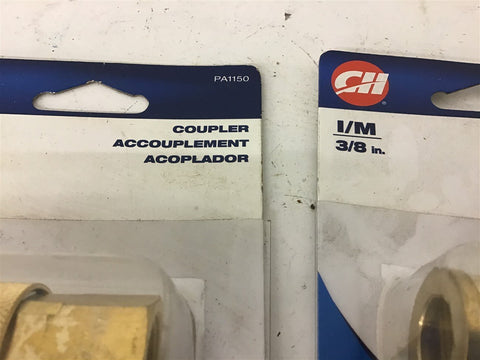 PA1150
COUPLER
ACCOUPLEMENT
ACOPLADOR
CH
I/M
3/8 in.